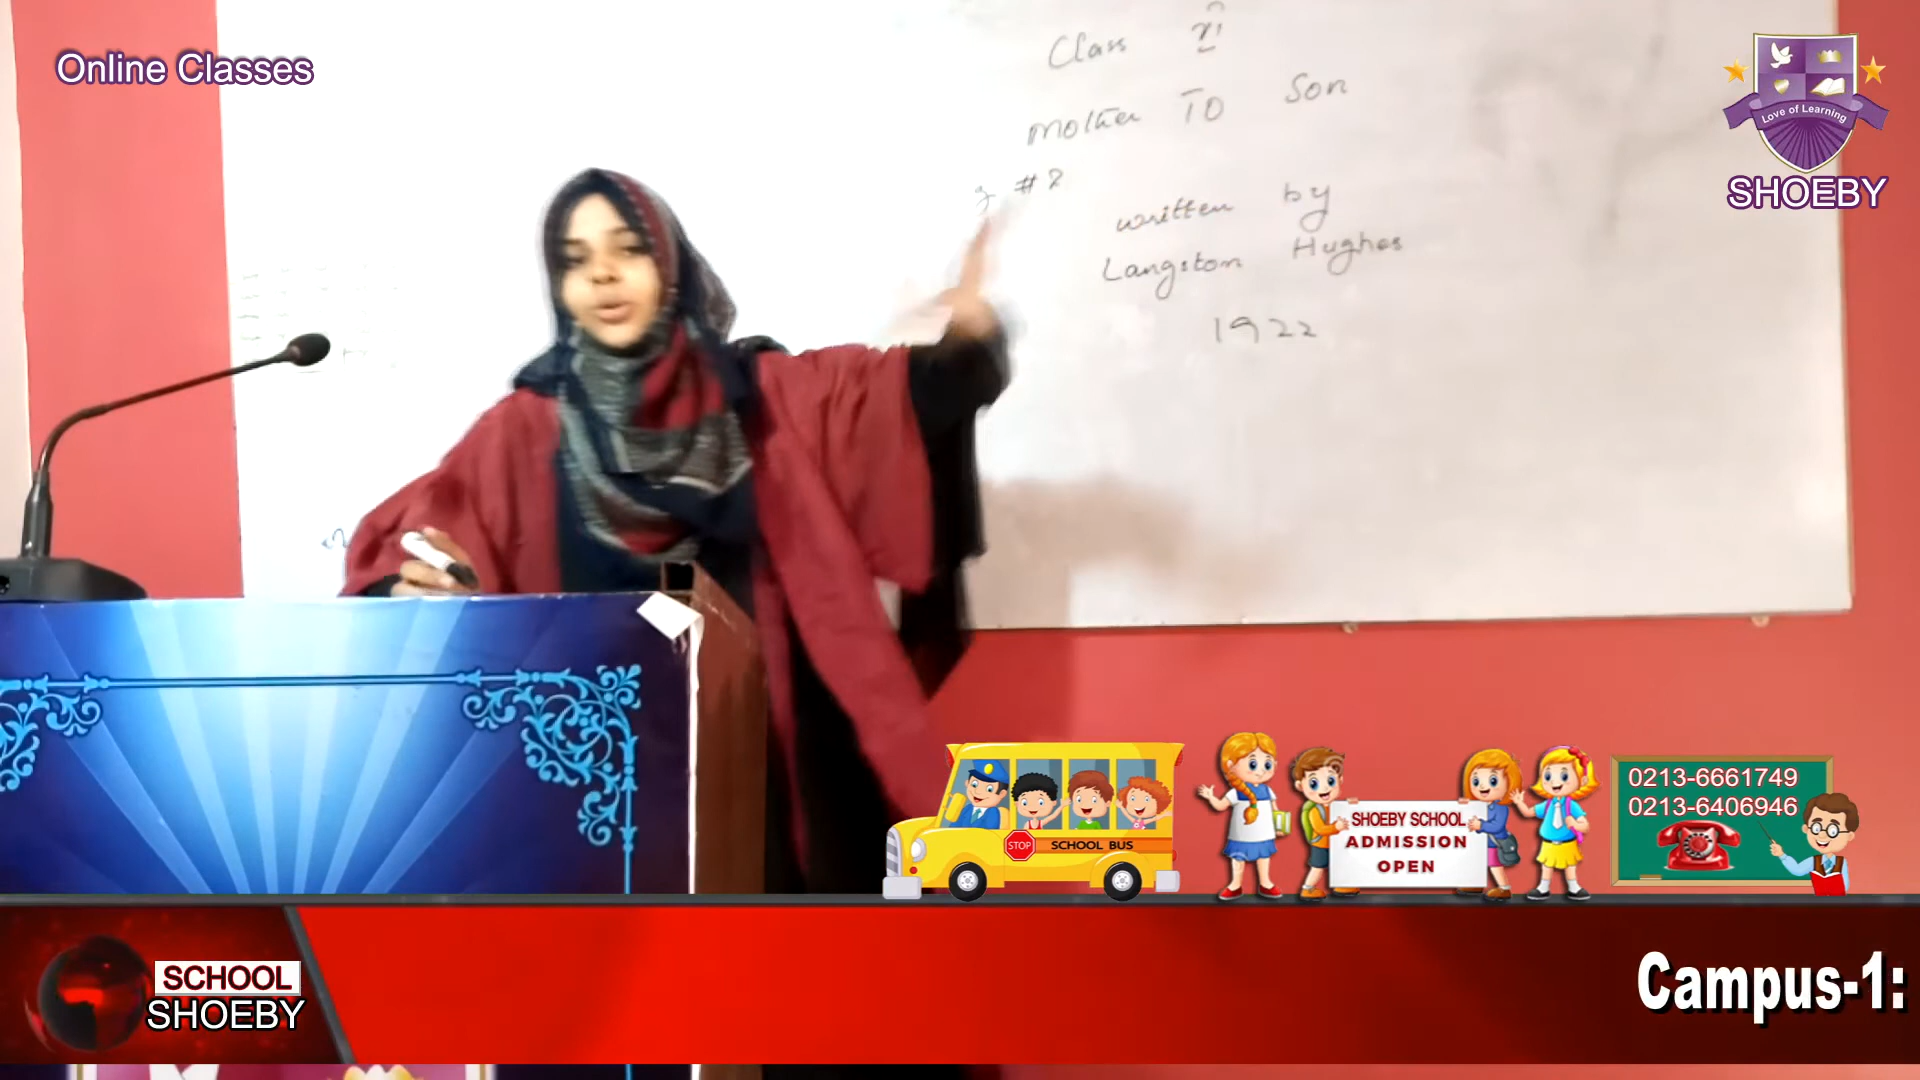 Online Classes
Class XI
Mother TO Son
#2
written by
Langston Hughes
1922
Love of Learning
SHOEBY
STOP
SCHOOL BUS
SHOEBY SCHOOL
ADMISSION
OPEN
0213-6661749
0213-6406946
SCHOOL
SHOEBY
Campus-1: